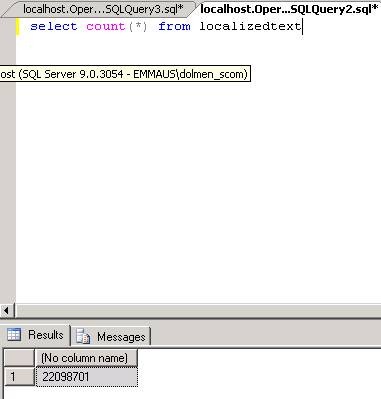 localhost.Oper...SQLQuery3.sql* localhost.Oper...SQLQuery2.sql*
select count(*) from localizedtext
ost (SQL Server 9.0.3054 - EMMAUS\dolmen_scom)
Results Messages
(No column name)
1 22098701